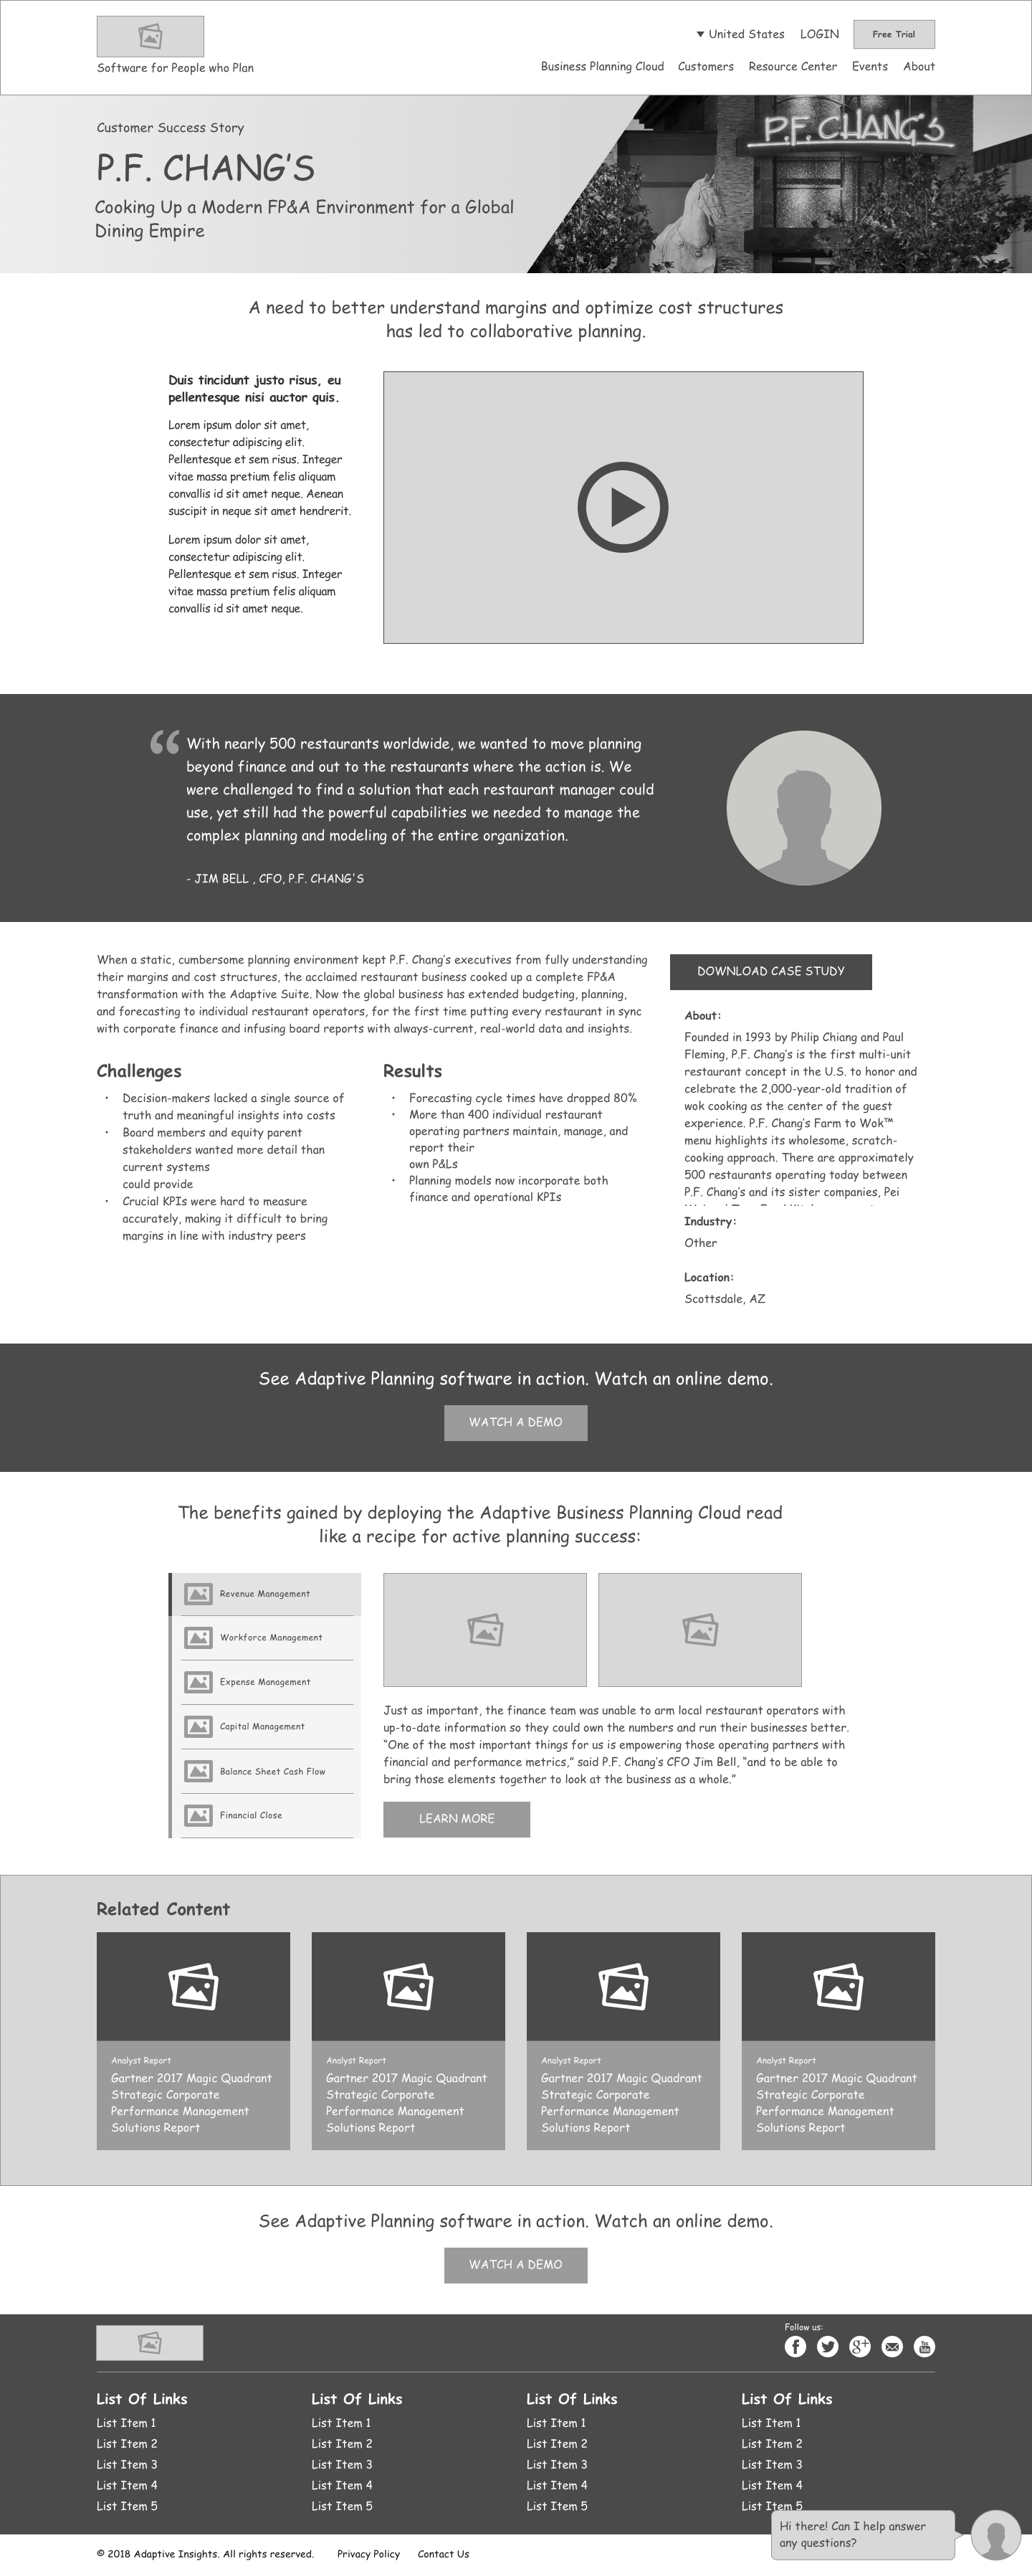 ▼ United States LOGIN Free Trial
Software for People who Plan
Business Planning Cloud Customers Resource Center Events About
Customer Success Story
P.F. CHANG'S
Cooking Up a Modern FP&A Environment for a Global
Dining Empire
P.F. CHANG'S
A need to better understand margins and optimize cost structures
has led to collaborative planning.
Duis tincidunt justo risus, eu
pellentesque nisi auctor quis.
Lorem ipsum dolor sit amet,
consectetur adipiscing elit.
Pellentesque et sem risus. Integer
vitae massa pretium felis aliquam
convallis id sit amet neque. Aenean
suscipit in neque sit amet hendrerit.
Lorem ipsum dolor sit amet,
consectetur adipiscing elit.
Pellentesque et sem risus. Integer
vitae massa pretium felis aliquam
convallis id sit amet neque.
“ With nearly 500 restaurants worldwide, we wanted to move planning
beyond finance and out to the restaurants where the action is. We
were challenged to find a solution that each restaurant manager could
use, yet still had the powerful capabilities we needed to manage the
complex planning and modeling of the entire organization.
- JIM BELL , CFO, P.F. CHANG'S
When a static, cumbersome planning environment kept P.F. Chang's executives from fully understanding
their margins and cost structures, the acclaimed restaurant business cooked up a complete FP&A
transformation with the Adaptive Suite. Now the global business has extended budgeting, planning,
and forecasting to individual restaurant operators, for the first time putting every restaurant in sync
with corporate finance and infusing board reports with always-current, real-world data and insights.
Challenges
• Decision-makers lacked a single source of
truth and meaningful insights into costs
• Board members and equity parent
stakeholders wanted more detail than
current systems
could provide
• Crucial KPIs were hard to measure
accurately, making it difficult to bring
margins in line with industry peers
Results
• Forecasting cycle times have dropped 80%
• More than 400 individual restaurant
operating partners maintain, manage, and
report their
own P&Ls
• Planning models now incorporate both
finance and operational KPIs
DOWNLOAD CASE STUDY
About:
Founded in 1993 by Philip Chiang and Paul
Fleming, P.F. Chang's is the first multi-unit
restaurant concept in the U.S. to honor and
celebrate the 2,000-year-old tradition of
wok cooking as the center of the guest
experience. P.F. Chang's Farm to Wok™
menu highlights its wholesome, scratch-
cooking approach. There are approximately
500 restaurants operating today between
P.F. Chang's and its sister companies, Pei
Industry:
Other
Location:
Scottsdale, AZ
See Adaptive Planning software in action. Watch an online demo.
WATCH A DEMO
The benefits gained by deploying the Adaptive Business Planning Cloud read
like a recipe for active planning success:
Revenue Management
Workforce Management
Expense Management
Capital Management
Balance Sheet Cash Flow
Financial Close
Just as important, the finance team was unable to arm local restaurant operators with
up-to-date information so they could own the numbers and run their businesses better.
“One of the most important things for us is empowering those operating partners with
financial and performance metrics,” said P.F. Chang's CFO Jim Bell, “and to be able to
bring those elements together to look at the business as a whole.”
LEARN MORE
Related Content
Analyst Report
Gartner 2017 Magic Quadrant
Strategic Corporate
Performance Management
Solutions Report
Analyst Report
Gartner 2017 Magic Quadrant
Strategic Corporate
Performance Management
Solutions Report
Analyst Report
Gartner 2017 Magic Quadrant
Strategic Corporate
Performance Management
Solutions Report
Analyst Report
Gartner 2017 Magic Quadrant
Strategic Corporate
Performance Management
Solutions Report
See Adaptive Planning software in action. Watch an online demo.
WATCH A DEMO
Follow us:
f g+ You Tube
List Of Links
List Item 1
List Item 2
List Item 3
List Item 4
List Item 5
List Of Links
List Item 1
List Item 2
List Item 3
List Item 4
List Item 5
List Of Links
List Item 1
List Item 2
List Item 3
List Item 4
List Item 5
List Of Links
List Item 1
List Item 2
List Item 3
List Item 4
List Item 5
Hi there! Can I help answer
any questions?
© 2018 Adaptive Insights. All rights reserved. Privacy Policy Contact Us